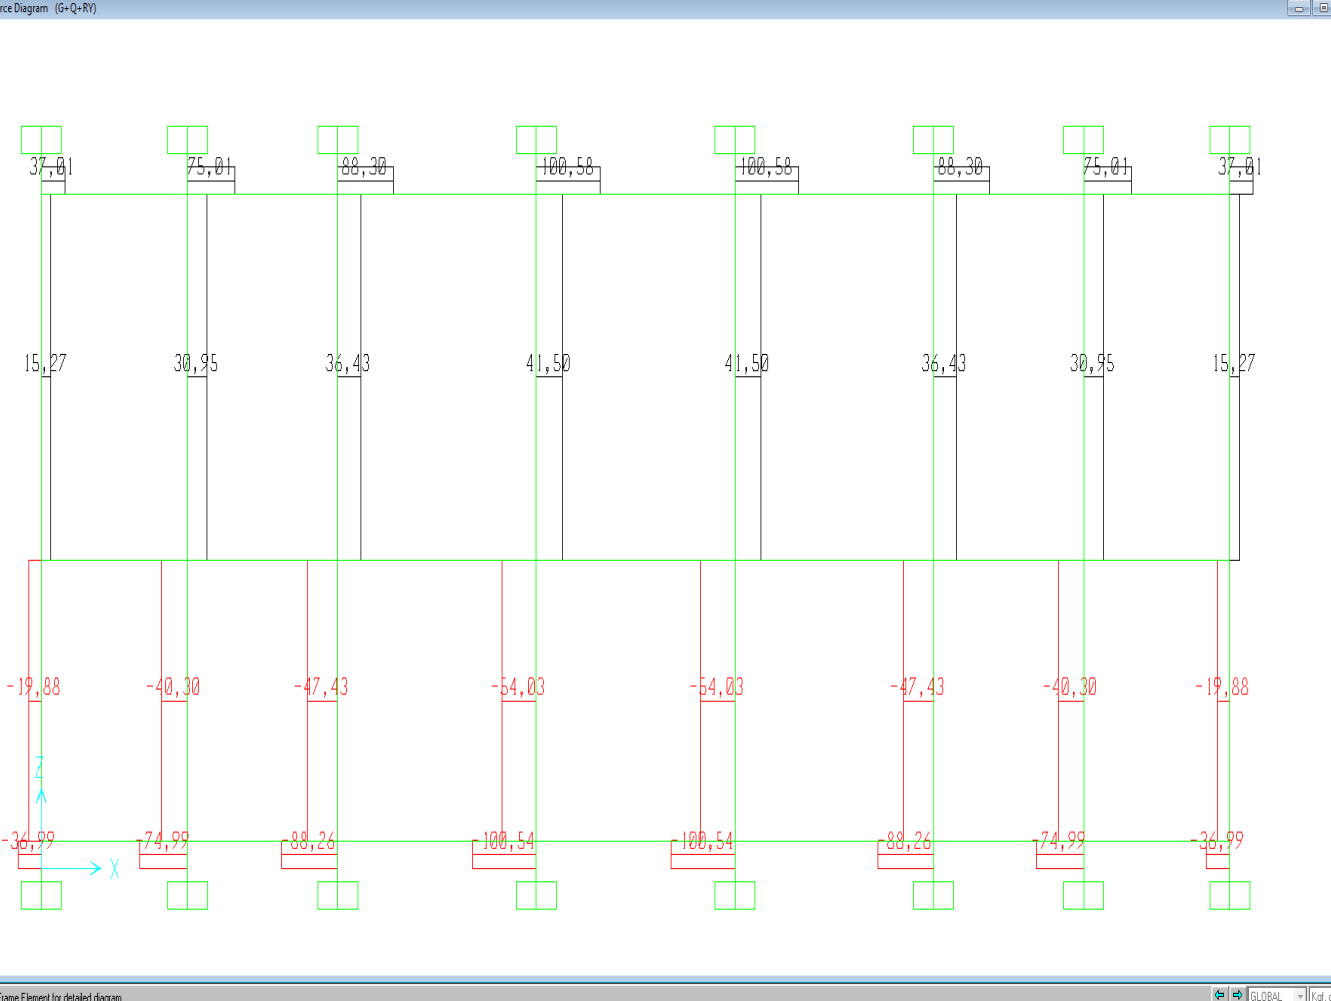 rce Diagram (G+Q+RY)
37,01 75,01 88,30 100,58 100,58 88,30 75,01 37,01
15,27 30,95 36,43 41,50 41,50 36,43 30,95 15,27
-19,88 -40,30 -47,43 -54,03 -54,03 -47,43 -40,30 -19,88
Z
-36,99 -74,99 -88,26 -100,54 -100,54 -88,26 -74,99 -36,99
X
Frame Element for detailed diagram
GLOBAL Kgf,